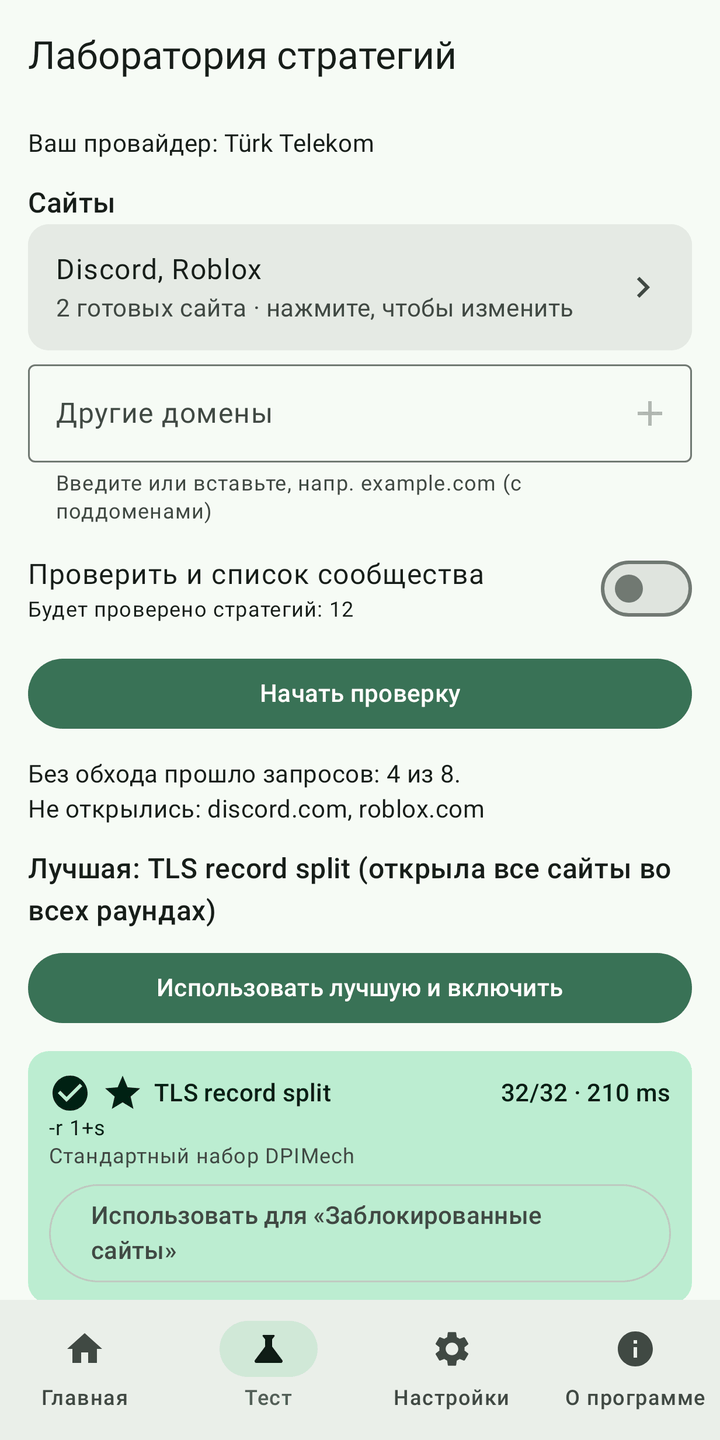 Лаборатория стратегий
Ваш провайдер: Türk Telekom
Сайты
Discord, Roblox
2 готовых сайта · нажмите, чтобы изменить
Другие домены
Введите или вставьте, напр. example.com (с
поддоменами)
Проверить и список сообщества
Будет проверено стратегий: 12
Начать проверку
Без обхода прошло запросов: 4 из 8.
Не открылись: discord.com, roblox.com
Лучшая: TLS record split (открыла все сайты во
всех раундах)
Использовать лучшую и включить
TLS record split 32/32 · 210 ms
-r 1+s
Стандартный набор DPIMech
Использовать для «Заблокированные
сайты»
Главная Тест Настройки О программе